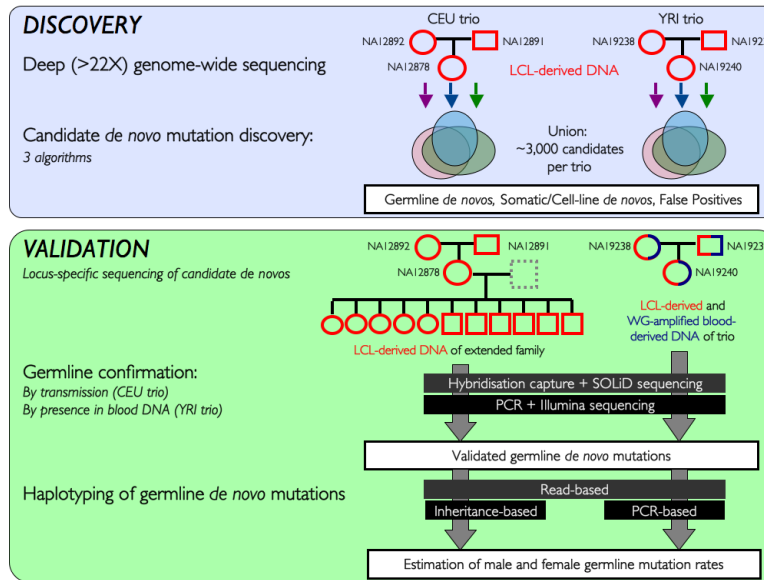 DISCOVERY
Deep (>22X) genome-wide sequencing
Candidate de novo mutation discovery:
3 algorithms
CEU trio
NA12892
NA12891
NA12878
LCL-derived DNA
YRI trio
NA19238
NA19240
Union:
~3,000 candidates
per trio
Germline de novos, Somatic/Cell-line de novos, False Positives
VALIDATION
Locus-specific sequencing of candidate de novos
NA12892
NA12891
NA12878
LCL-derived DNA of extended family
NA19238
NA19240
LCL-derived and
WG-amplified blood-
derived DNA of trio
Germline confirmation:
By transmission (CEU trio)
By presence in blood DNA (YRI trio)
Hybridisation capture + SOLiD sequencing
PCR + Illumina sequencing
Validated germline de novo mutations
Haplotyping of germline de novo mutations
Read-based
Inheritance-based
PCR-based
Estimation of male and female germline mutation rates